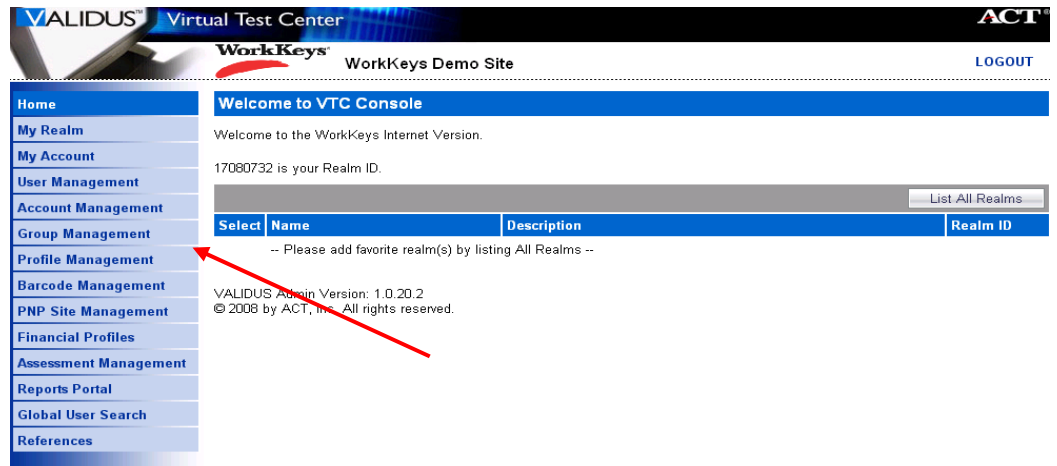 VALIDUS™ Virtual Test Center
ACT®
WorkKeys®
WorkKeys Demo Site
LOGOUT
Home
My Realm
My Account
User Management
Account Management
Group Management
Profile Management
Barcode Management
PNP Site Management
Financial Profiles
Assessment Management
Reports Portal
Global User Search
References
Welcome to VTC Console
Welcome to the WorkKeys Internet Version.
17080732 is your Realm ID.
List All Realms
Select Name Description Realm ID
-- Please add favorite realm(s) by listing All Realms --
VALIDUS Admin Version: 1.0.20.2
© 2008 by ACT, Inc. All rights reserved.